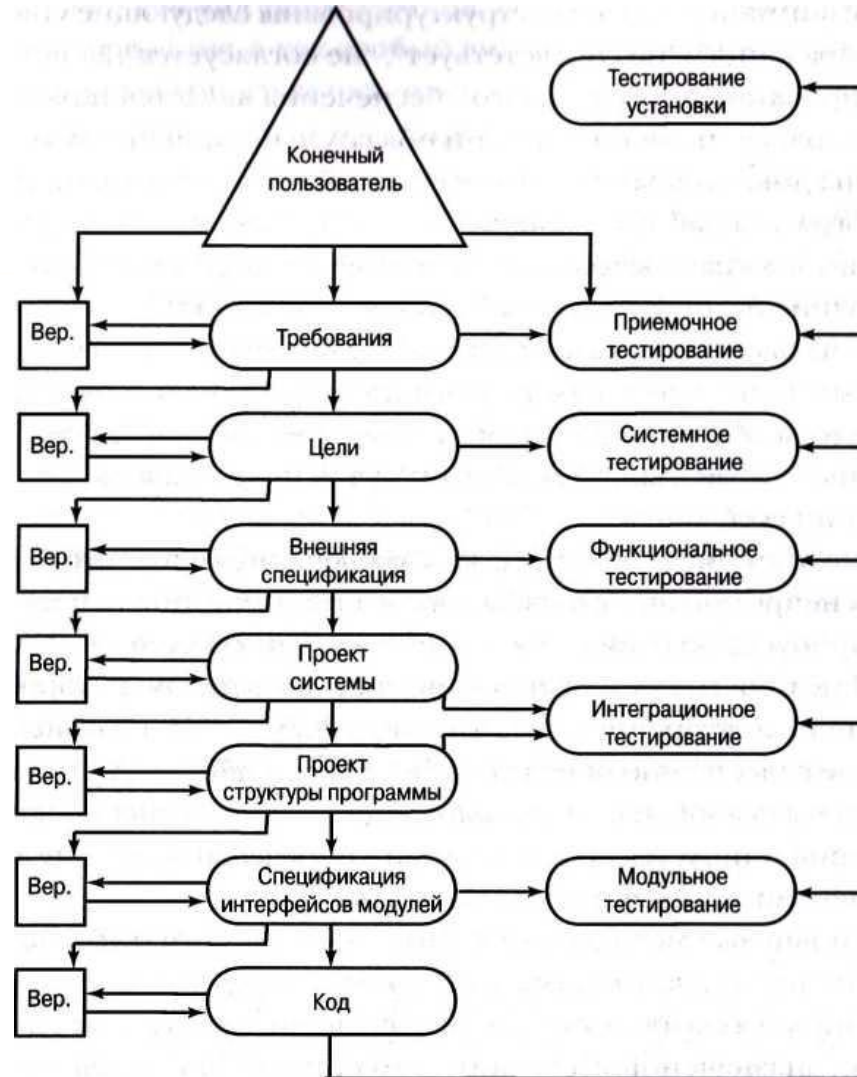 Тестирование
установки
Конечный
пользователь
Вер.
Требования
Приемочное
тестирование
Вер.
Цели
Системное
тестирование
Вер.
Внешняя
спецификация
Функциональное
тестирование
Вер.
Проект
системы
Интеграционное
тестирование
Вер.
Проект
структуры программы
Вер.
Спецификация
интерфейсов модулей
Модульное
тестирование
Вер.
Код